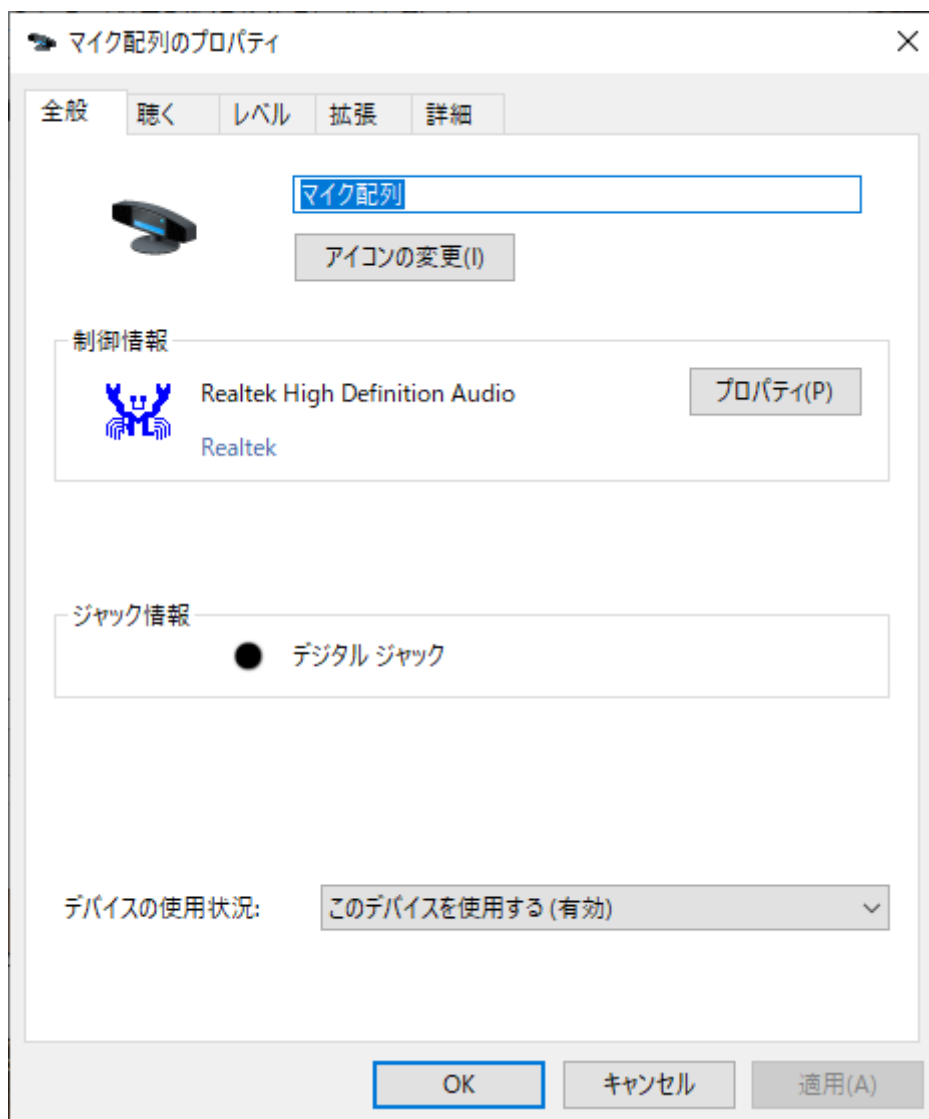 マイク配列のプロパティ
全般 聴く レベル 拡張 詳細
マイク配列
アイコンの変更(I)
制御情報
Realtek High Definition Audio
プロパティ(P)
Realtek
ジャック情報
デジタル ジャック
デバイスの使用状況:
このデバイスを使用する (有効)
OK キャンセル 適用(A)